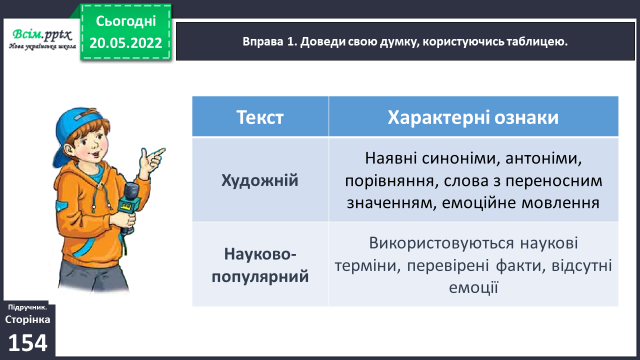 Всім.pptx
Нова українська школа
Сьогодні
20.05.2022
Вправа 1. Доведи свою думку, користуючись таблицею.
Текст
Характерні ознаки
Художній
Наявні синоніми, антоніми,
порівняння, слова з переносним
значенням, емоційне мовлення
Науково-
популярний
Використовуються наукові
терміни, перевірені факти, відсутні
емоції
Підручник.
Сторінка
154